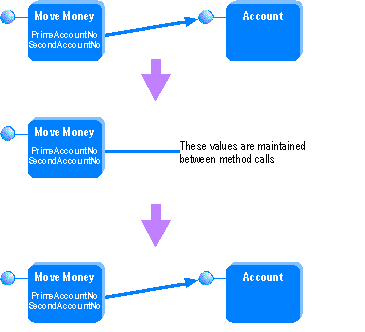 Move Money
PrimeAccountNo
SecondAccountNo
Account
Move Money
PrimeAccountNo
SecondAccountNo
These values are maintained
between method calls
Move Money
PrimeAccountNo
SecondAccountNo
Account